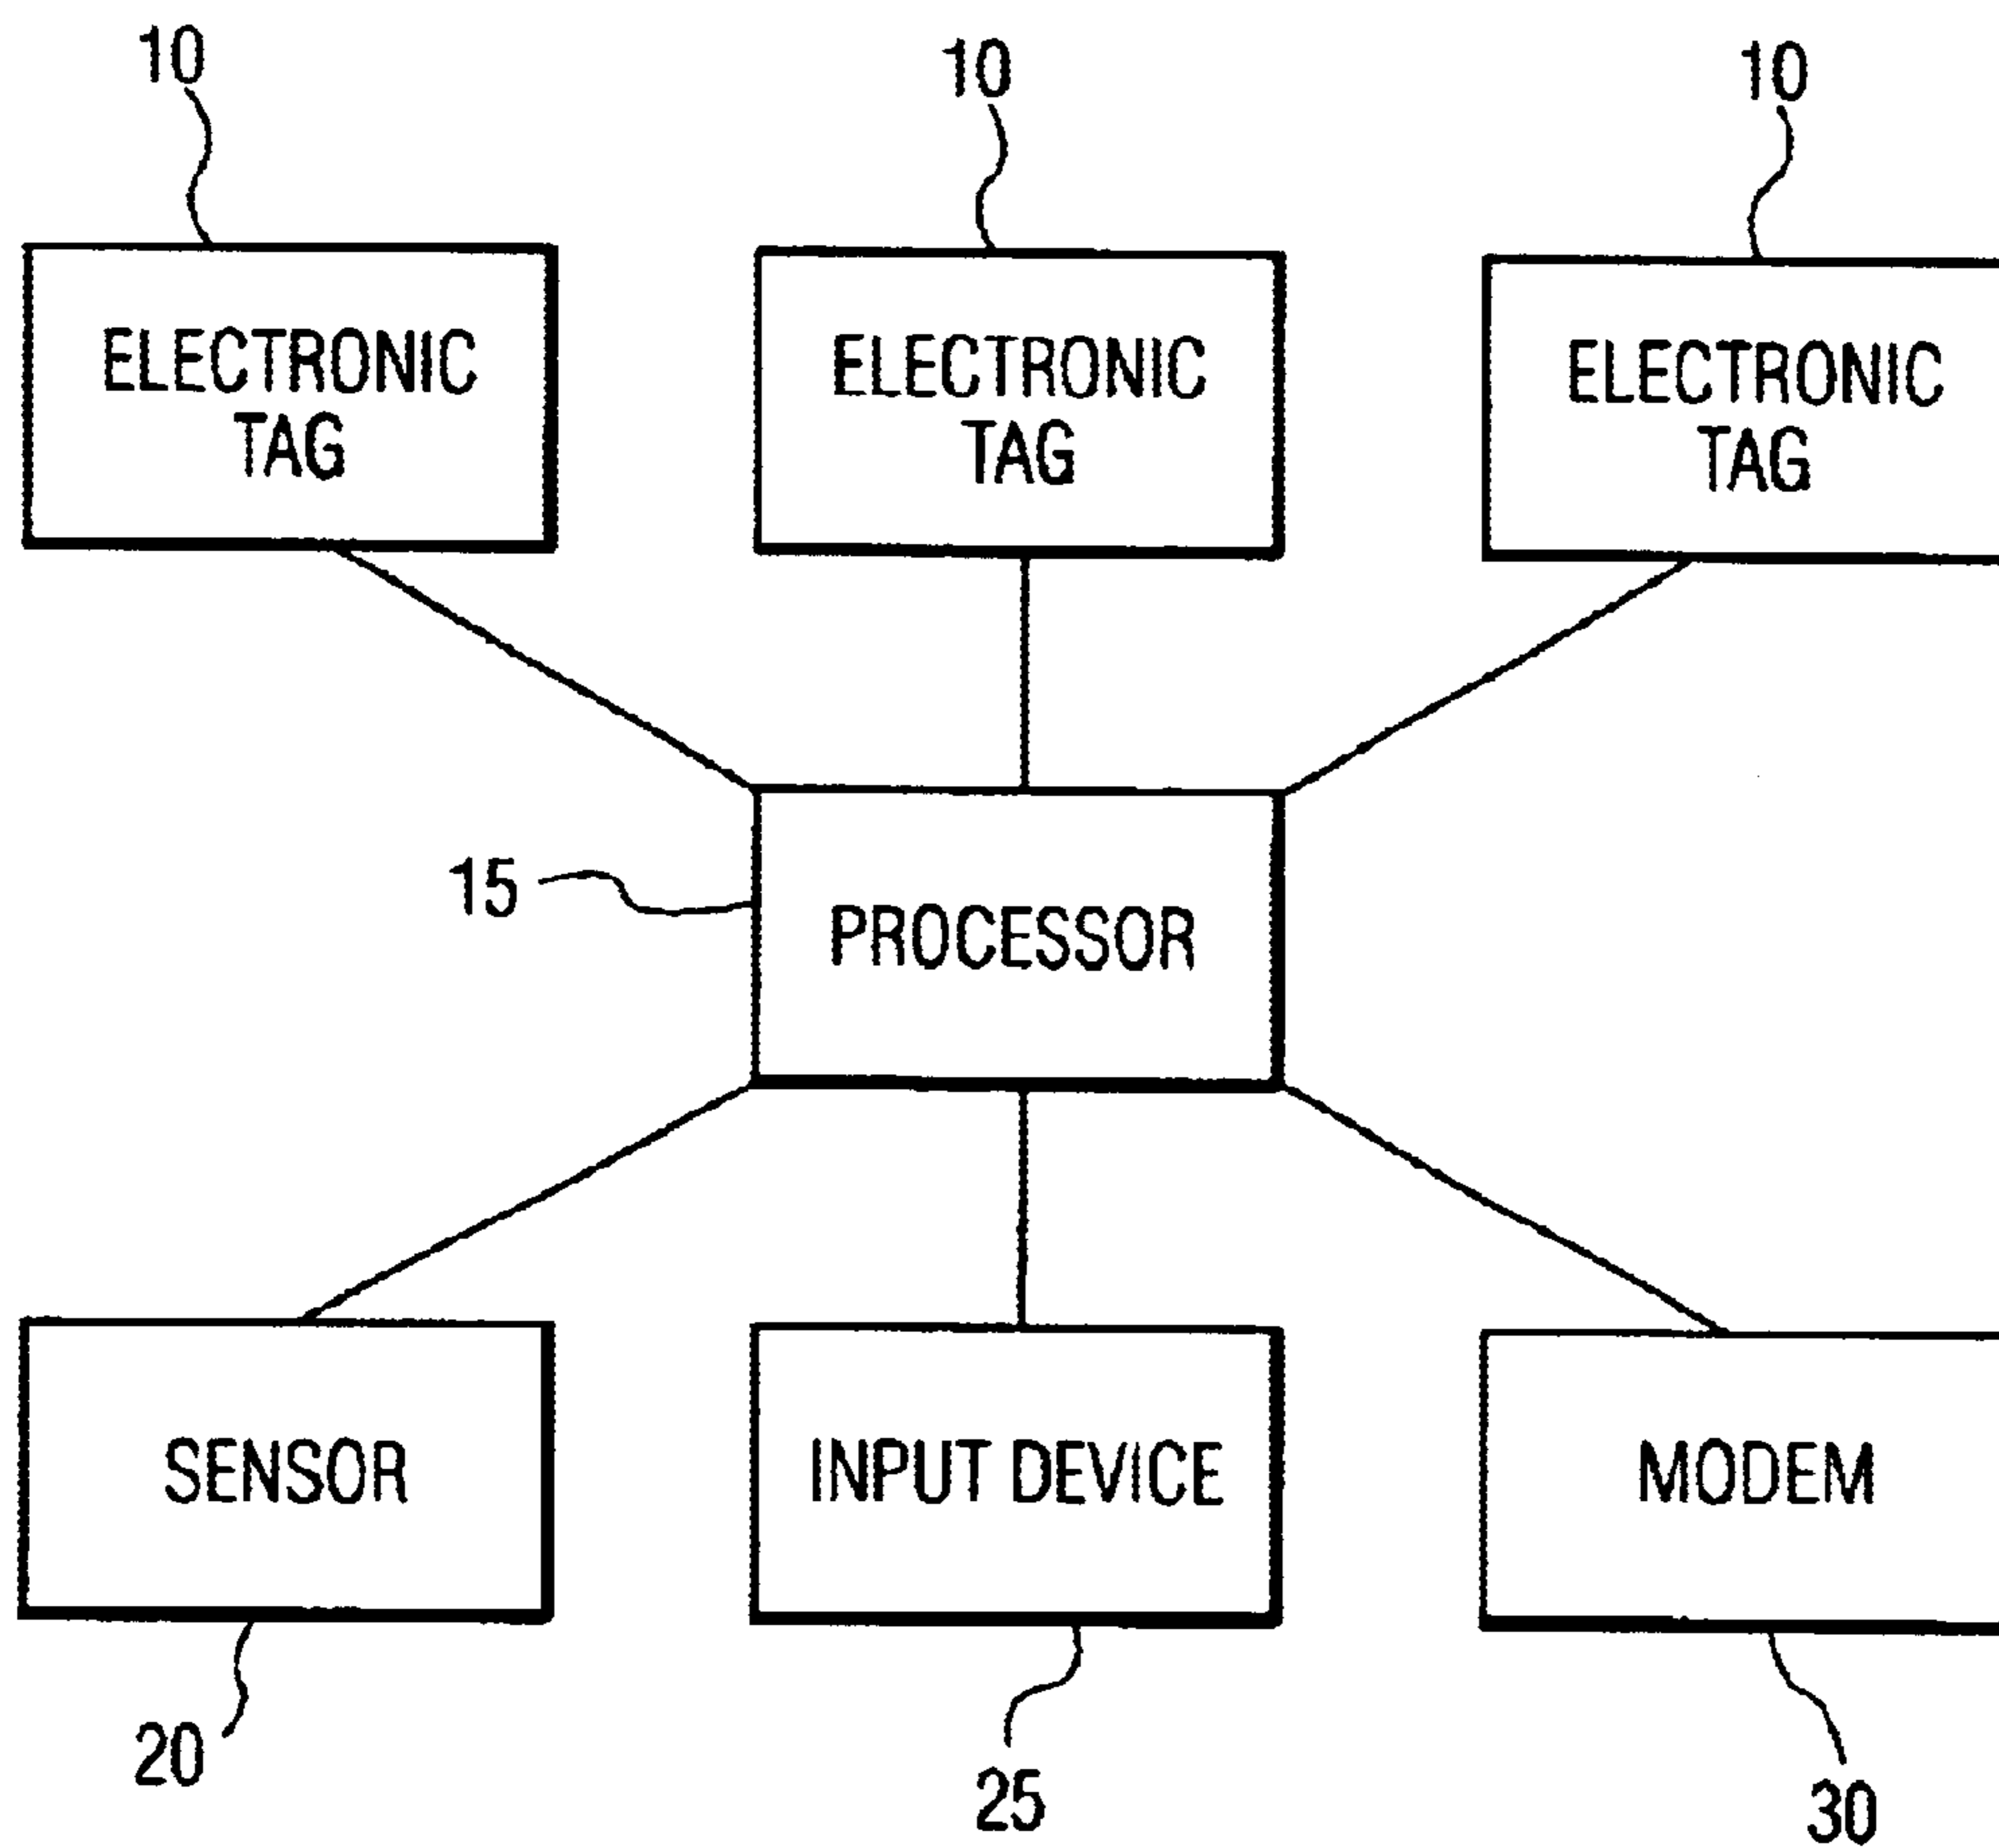 10
10
10
ELECTRONIC
TAG
ELECTRONIC
TAG
ELECTRONIC
TAG
15
PROCESSOR
SENSOR
INPUT DEVICE
MODEM
20
25
30